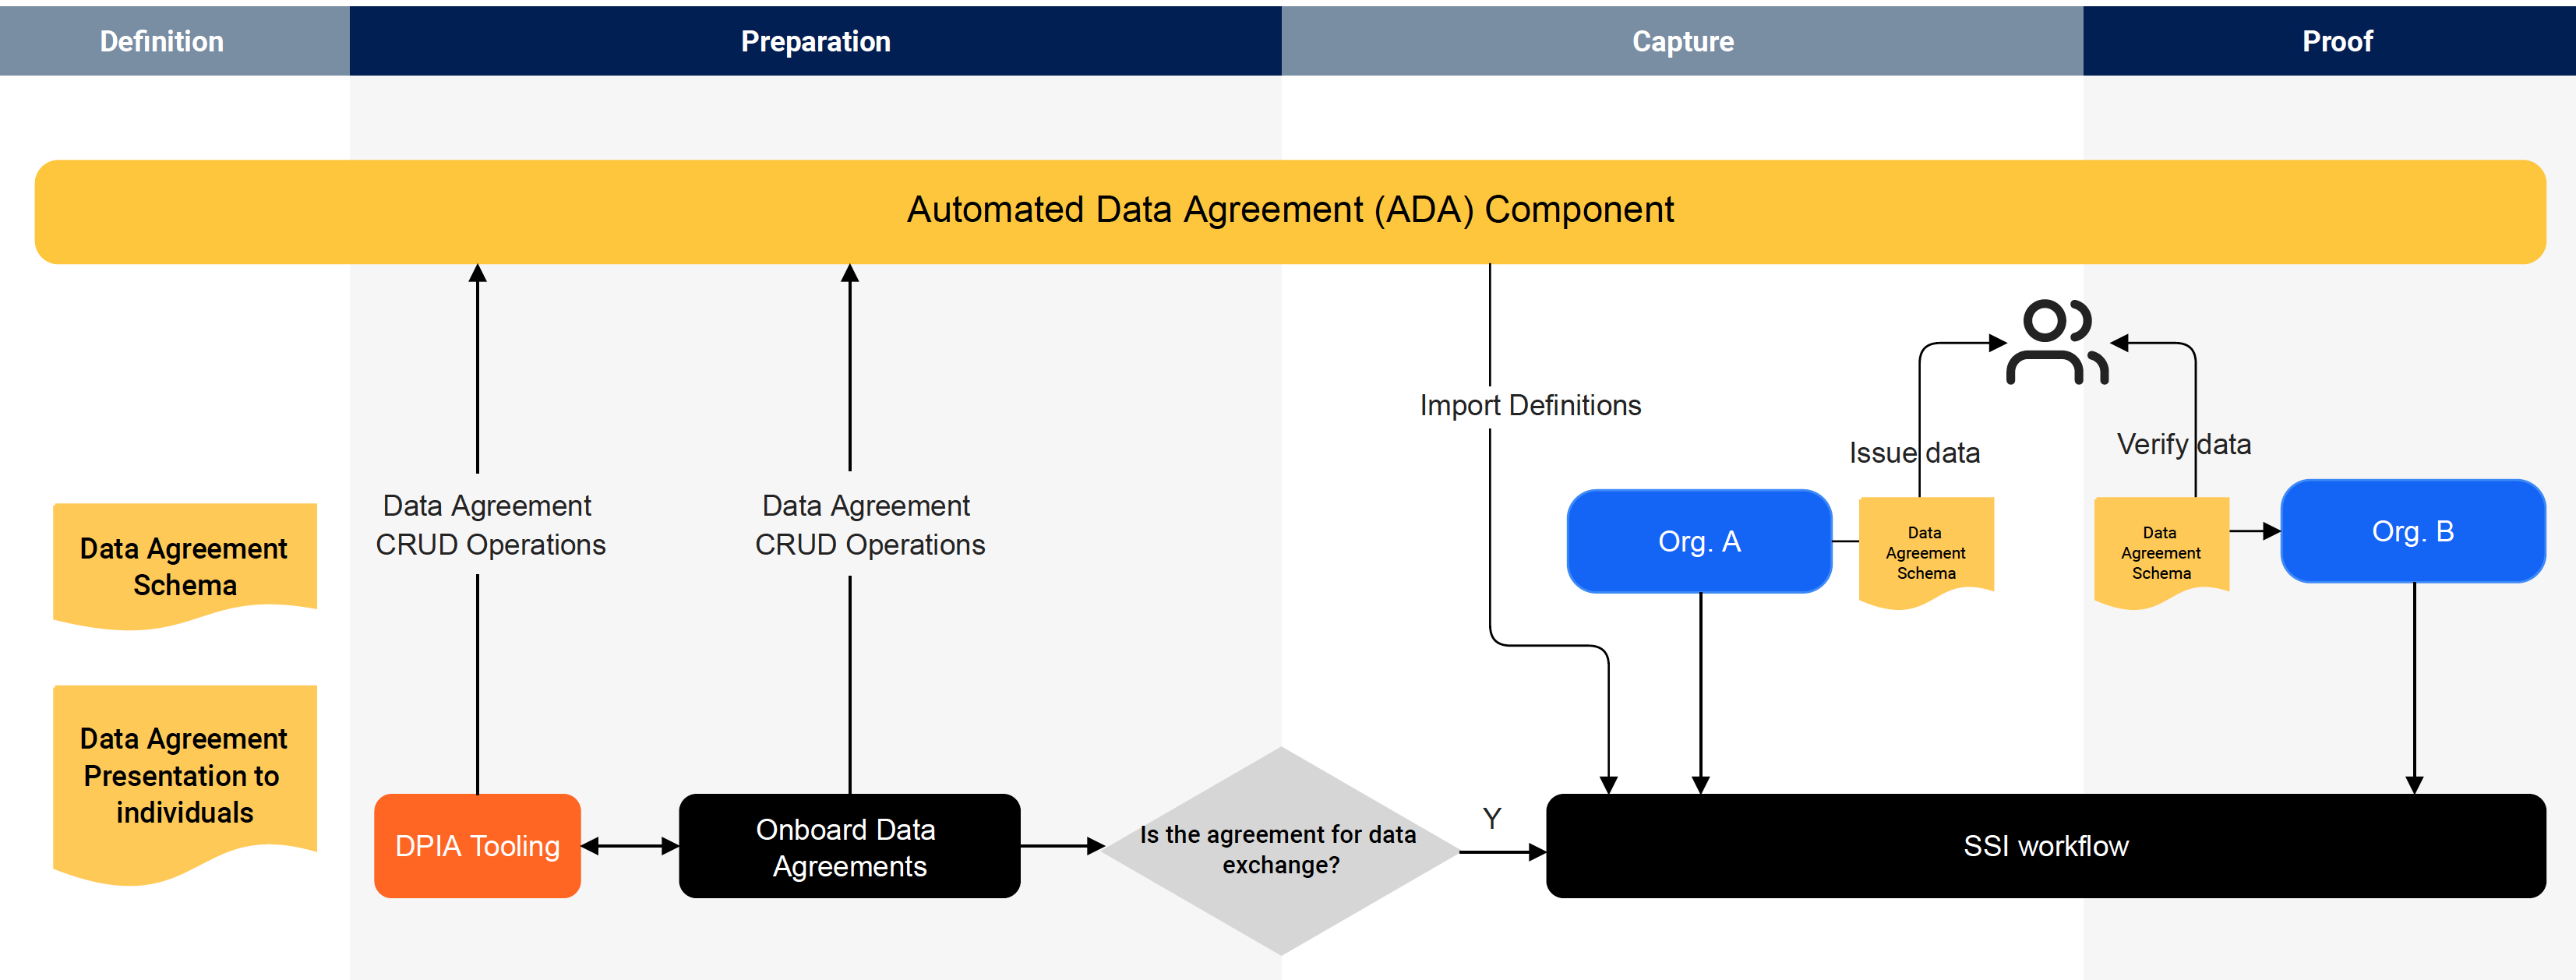 Definition
Preparation
Capture
Proof
Automated Data Agreement (ADA) Component
Import Definitions
Issue data
Verify data
Data Agreement
CRUD Operations
Data Agreement
CRUD Operations
Data Agreement
Schema
Org. A
Data
Agreement
Schema
Data
Agreement
Schema
Org. B
Data Agreement
Presentation to
individuals
DPIA Tooling
Onboard Data
Agreements
Is the agreement for data
exchange?
Y
SSI workflow